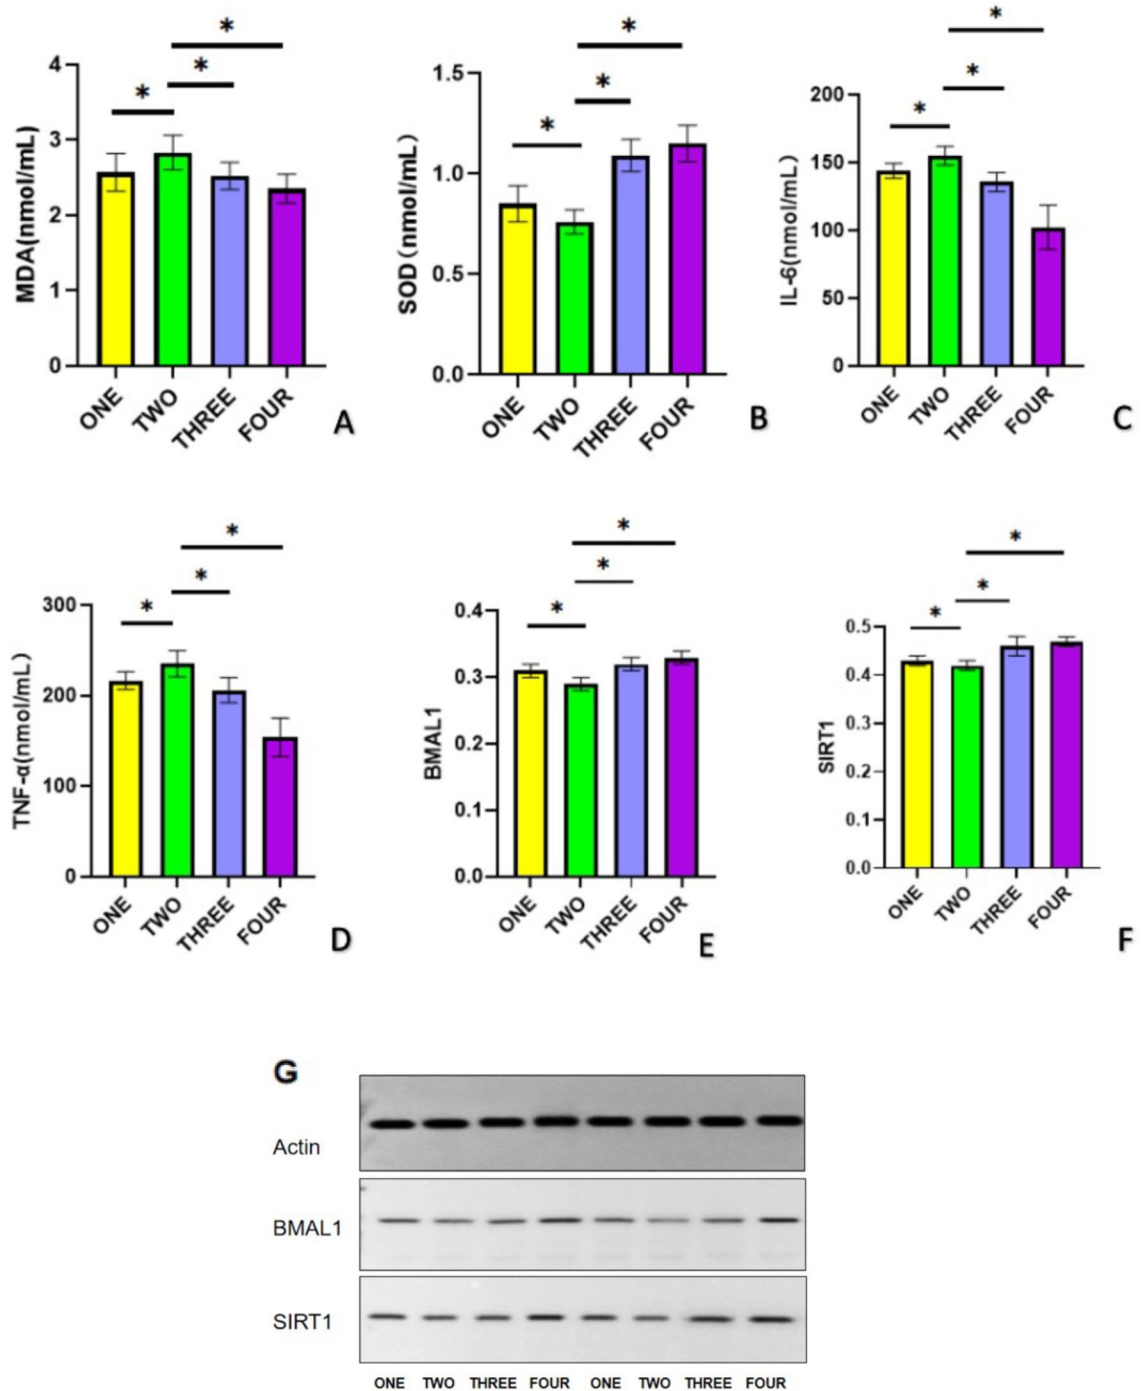 *
*
*
4
3
2
1
0
MDA(nmol/mL)
ONE
TWO
THREE
FOUR
A
*
*
*
1.5
1.0
0.5
0.0
SOD(nmol/mL)
ONE
TWO
THREE
FOUR
B
*
*
*
200
150
100
50
0
IL-6(nmol/mL)
ONE
TWO
THREE
FOUR
C
*
*
*
300
200
100
0
TNF-α(nmol/mL)
ONE
TWO
THREE
FOUR
D
*
*
*
0.4
0.3
0.2
0.1
0.0
BMAL1
ONE
TWO
THREE
FOUR
E
*
*
*
0.5
0.4
0.3
0.2
0.1
0.0
SIRT1
ONE
TWO
THREE
FOUR
F
G
Actin
BMAL1
SIRT1
ONE TWO THREE FOUR ONE TWO THREE FOUR